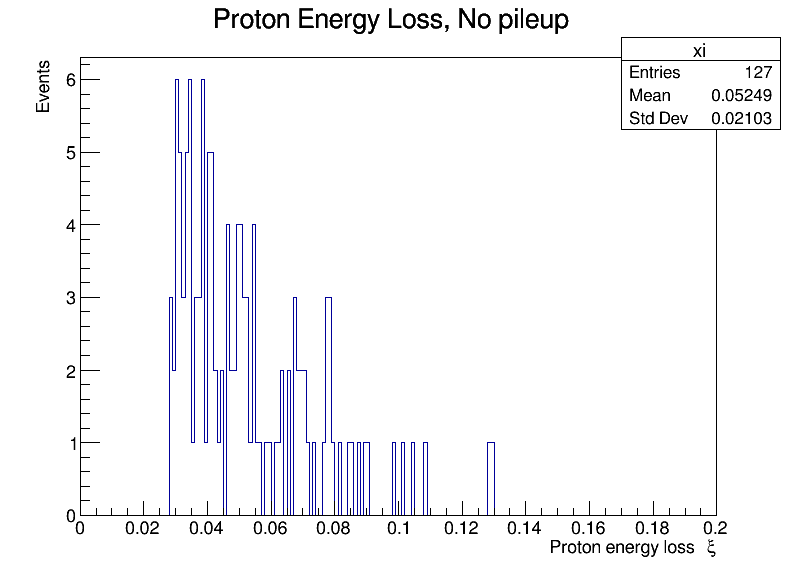 Proton Energy Loss, No pileup
xi
Entries 127
Mean 0.05249
Std Dev 0.02103
Events
6
5
4
3
2
1
0
0 0.02 0.04 0.06 0.08 0.1 0.12 0.14 0.16 0.18 0.2
Proton energy loss ξ